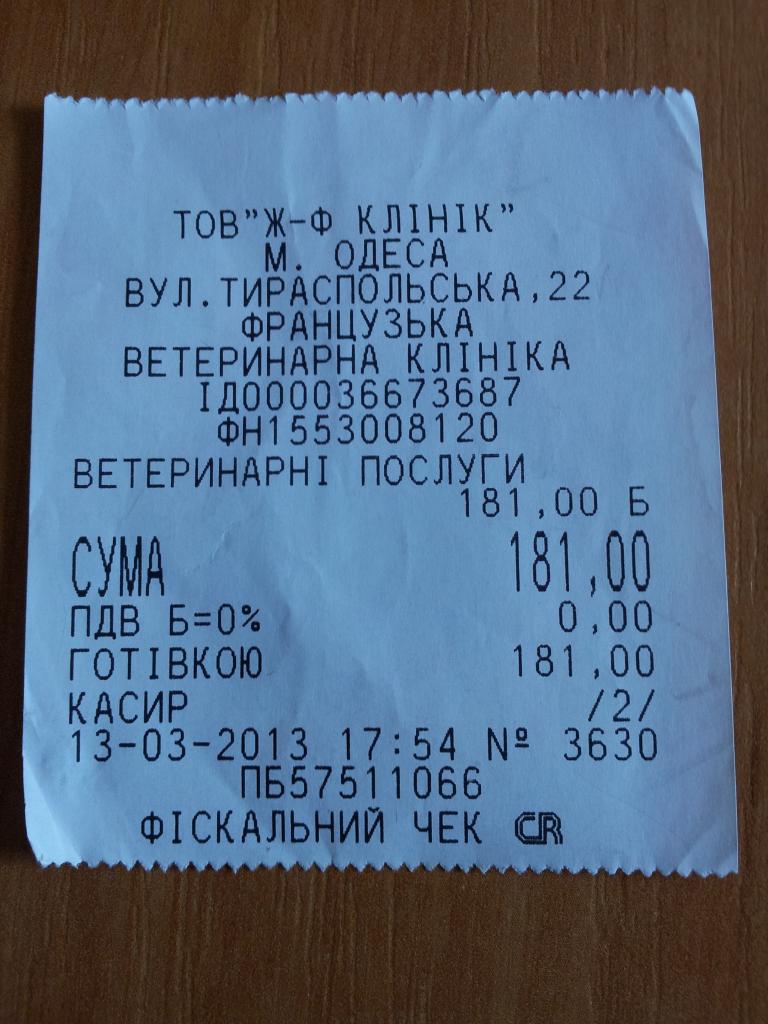 ТОВ"Ж-Ф КЛІНІК"
М. ОДЕСА
ВУЛ.ТИРАСПОЛЬСЬКА,22
ФРАНЦУЗЬКА
ВЕТЕРИНАРНА КЛІНІКА
ІД000036673687
ФН1553008120
ВЕТЕРИНАРНІ ПОСЛУГИ
181,00 Б
СУМА 181,00
ПДВ Б=0% 0,00
ГОТІВКОЮ 181,00
КАСИР /2/
13-03-2013 17:54 № 3630
ПБ57511066
ФІСКАЛЬНИЙ ЧЕК CR